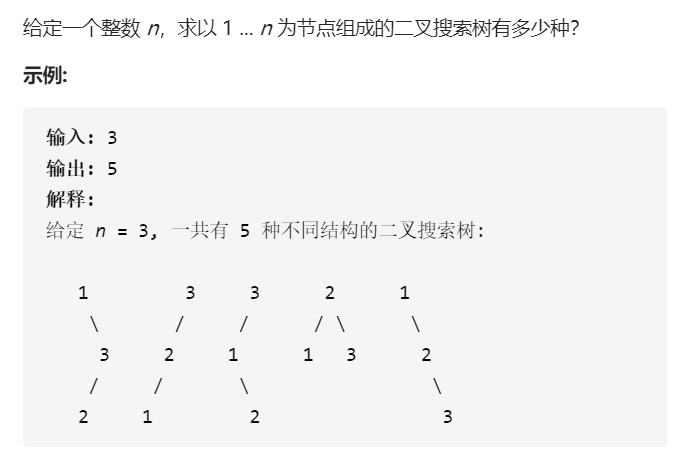 给定一个整数 n，求以 1 ... n 为节点组成的二叉搜索树有多少种？
示例:
输入: 3
输出: 5
解释:
给定 n = 3, 一共有 5 种不同结构的二叉搜索树:
1 3 3 2 1
\ / / / \ \
3 2 1 1 3 2
/ / \ \
2 1 2 3